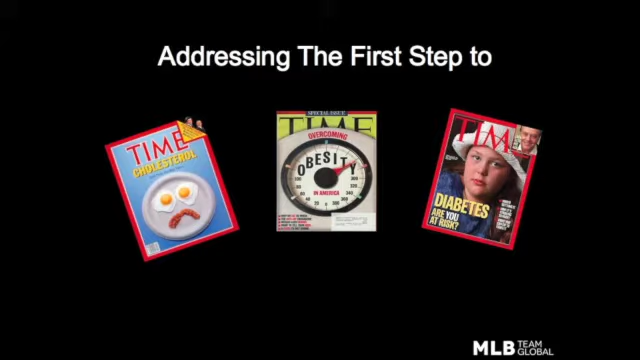 Addressing The First Step to
TIME
CHOLESTEROL
SPECIAL ISSUE
TIME
OVERCOMING
OBESITY
IN AMERICA
TIME
DIABETES
ARE YOU
AT RISK?
MLB TEAM
GLOBAL